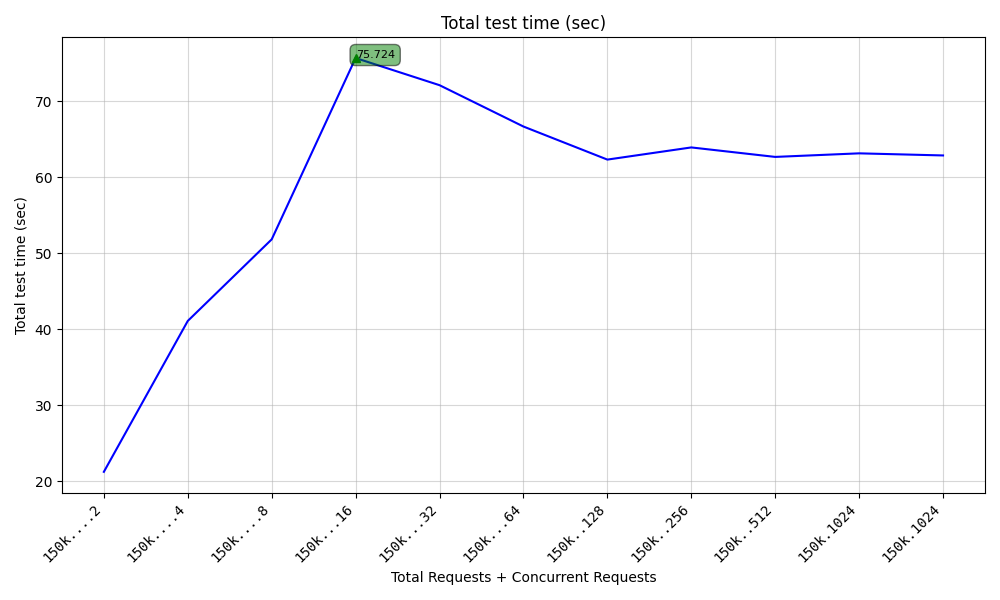 Total test time (sec)
75.724
70
60
50
40
30
20
Total test time (sec)
150k....2
150k....4
150k....8
150k...16
150k...32
150k...64
150k..128
150k..256
150k..512
150k.1024
150k.1024
Total Requests + Concurrent Requests